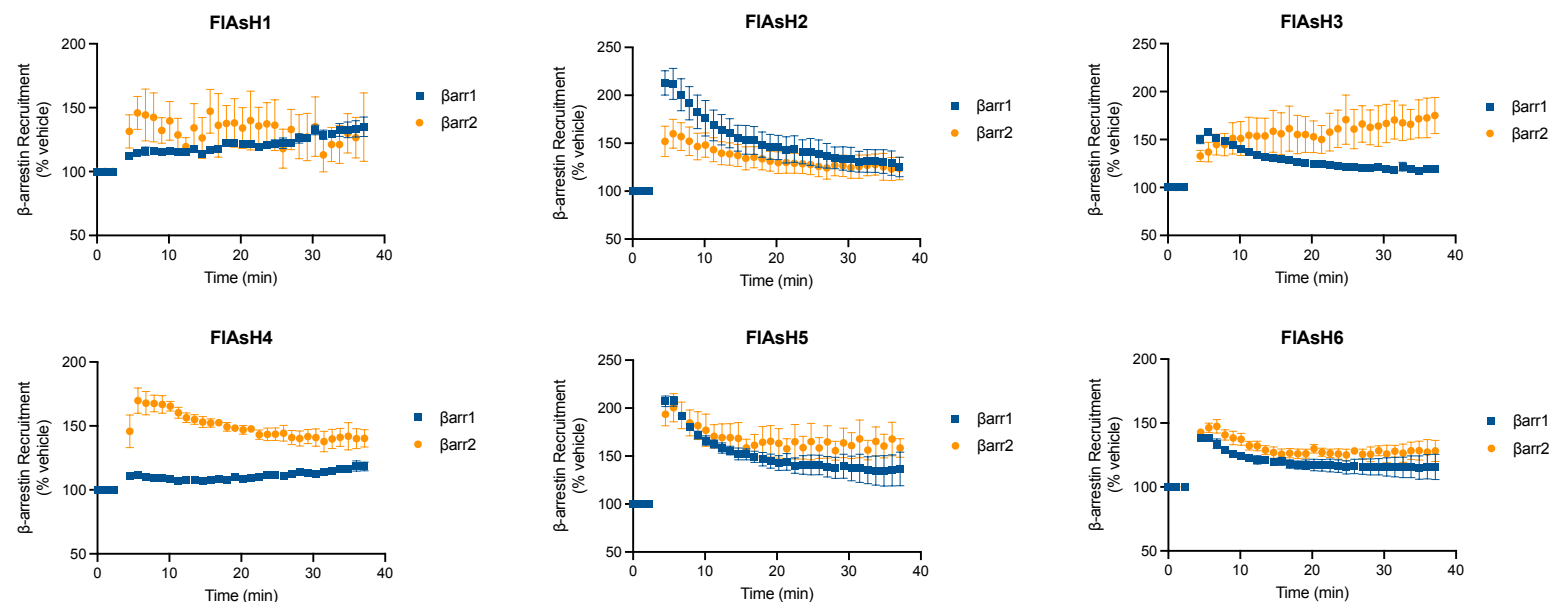 FlAsH1
β-arrestin Recruitment
(% vehicle)
200
150
100
50
0
10
20
30
40
Time (min)
βarr1
βarr2
FlAsH2
β-arrestin Recruitment
(% vehicle)
250
200
150
100
50
0
10
20
30
40
Time (min)
βarr1
βarr2
FlAsH3
β-arrestin Recruitment
(% vehicle)
250
200
150
100
50
0
10
20
30
40
Time (min)
βarr1
βarr2
FlAsH4
β-arrestin Recruitment
(% vehicle)
200
150
100
50
0
10
20
30
40
Time (min)
βarr1
βarr2
FlAsH5
β-arrestin Recruitment
(% vehicle)
250
200
150
100
50
0
10
20
30
40
Time (min)
βarr1
βarr2
FlAsH6
β-arrestin Recruitment
(% vehicle)
200
150
100
50
0
10
20
30
40
Time (min)
βarr1
βarr2